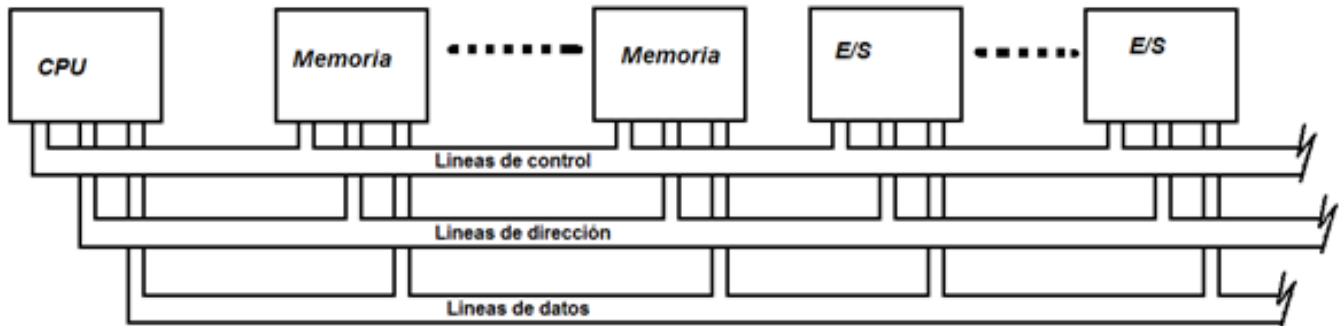 CPU
Memoria
Memoria
E/S
E/S
Lineas de control
Lineas de dirección
Lineas de datos